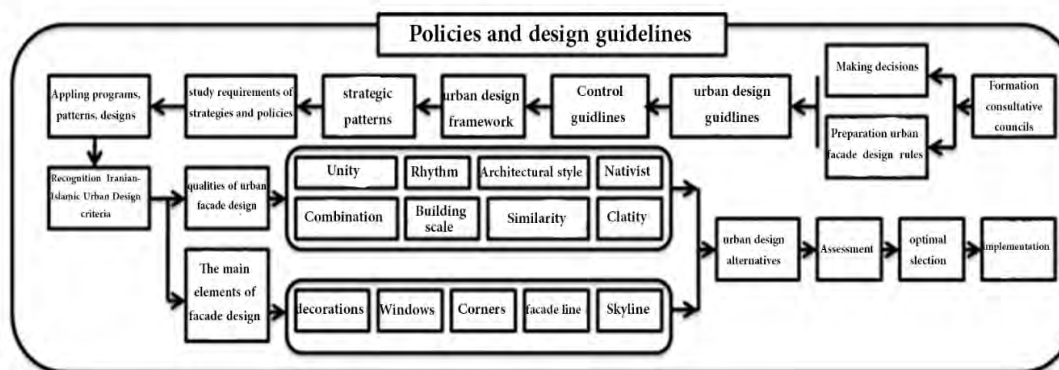 Policies and design guidelines
Appling programs,
patterns, designs
study requirements of
strategies and policies
strategic
patterns
urban design
framework
Control
guidlines
urban design
guidlines
Making decisions
Preparation urban
facade design rules
Formation
consultative
councils
Recognition Iranian-
Islamic Urban Design
criteria
qualities of urban
facade design
Unity
Rhythm
Architectural style
Nativist
Combination
Building
scale
Similarity
Clatity
The main
elements of
facade design
decorations
Windows
Corners
facade line
Skyline
urban design
alternatives
Assessment
optimal
slection
implementation